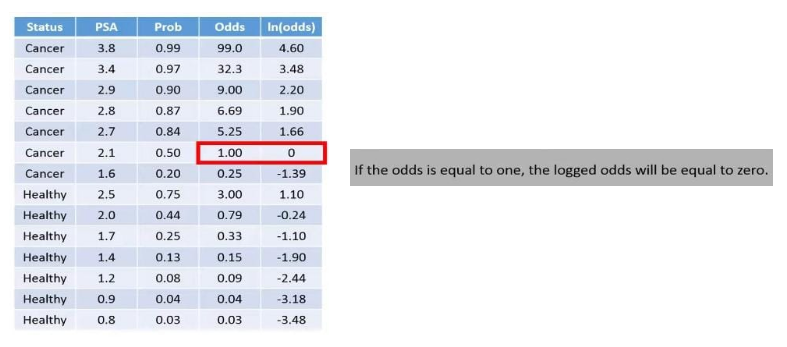 Status PSA Prob Odds ln(odds)
Cancer 3.8 0.99 99.0 4.60
Cancer 3.4 0.97 32.3 3.48
Cancer 2.9 0.90 9.00 2.20
Cancer 2.8 0.87 6.69 1.90
Cancer 2.7 0.84 5.25 1.66
Cancer 2.1 0.50 1.00 0
Cancer 1.6 0.20 0.25 -1.39
Healthy 2.5 0.75 3.00 1.10
Healthy 2.0 0.44 0.79 -0.24
Healthy 1.7 0.25 0.33 -1.10
Healthy 1.4 0.13 0.15 -1.90
Healthy 1.2 0.08 0.09 -2.44
Healthy 0.9 0.04 0.04 -3.18
Healthy 0.8 0.03 0.03 -3.48
If the odds is equal to one, the logged odds will be equal to zero.